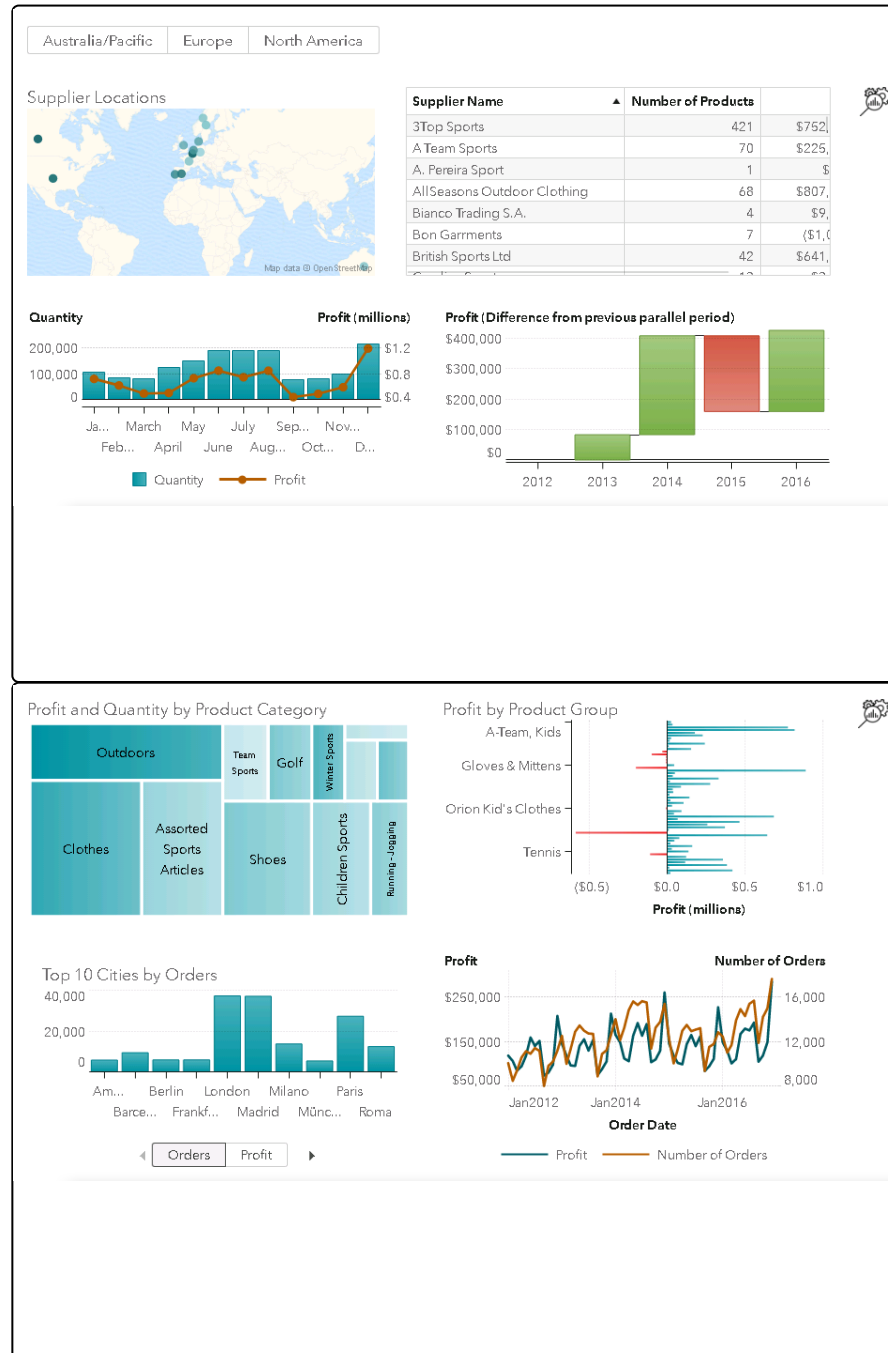 Australia/Pacific Europe North America
Supplier Locations
Map data © OpenStreetMap
Supplier Name ▲ Number of Products
3Top Sports 421 $752,
A Team Sports 70 $225,
A. Pereira Sport 1 $
AllSeasons Outdoor Clothing 68 $807,
Bianco Trading S.A. 4 $9,
Bon Garrments 7 ($1,0
British Sports Ltd 42 $641,
Quantity Profit (millions)
200,000 $1.2
100,000 $0.8
0 $0.4
Ja... March May July Sep... Nov...
Feb... April June Aug... Oct... D...
Quantity Profit
Profit (Difference from previous parallel period)
$400,000
$300,000
$200,000
$100,000
$0
2012 2013 2014 2015 2016
Profit and Quantity by Product Category
Outdoors
Team Sports
Golf
Winter Sports
Clothes
Assorted
Sports
Articles
Shoes
Children Sports
Running - Jogging
Profit by Product Group
A-Team, Kids
Gloves & Mittens
Orion Kid's Clothes
Tennis
($0.5) $0.0 $0.5 $1.0
Profit (millions)
Top 10 Cities by Orders
40,000
20,000
0
Am... Berlin London Milano Paris
Barce... Frankf... Madrid Münc... Roma
Orders Profit
Profit Number of Orders
$250,000 16,000
$150,000 12,000
$50,000 8,000
Jan2012 Jan2014 Jan2016
Order Date
Profit Number of Orders